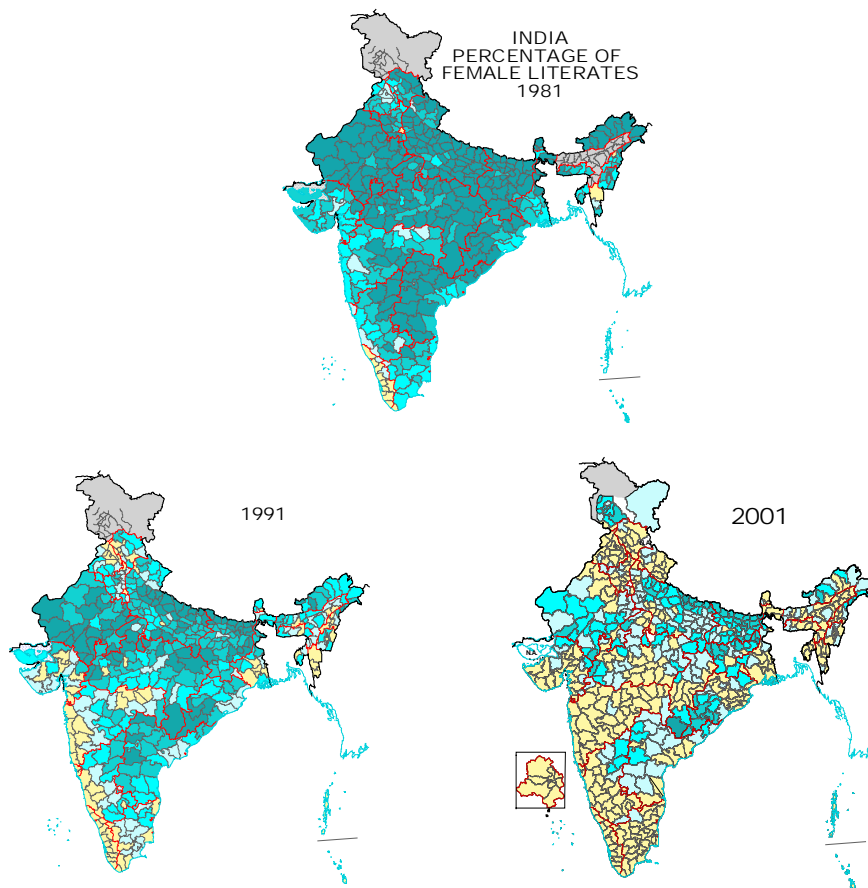 INDIA
PERCENTAGE OF
FEMALE LITERATES
1981
1991
2001
N.A.